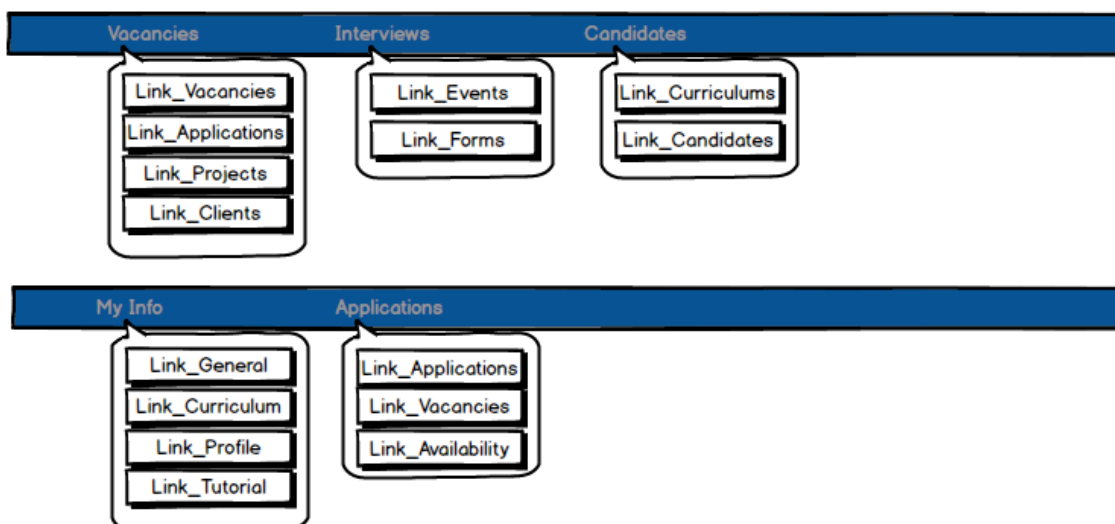 Vacancies Interviews Candidates
Link_Vacancies Link_Events Link_Curriculums
Link_Applications Link_Forms Link_Candidates
Link_Projects
Link_Clients
My Info Applications
Link_General Link_Applications
Link_Curriculum Link_Vacancies
Link_Profile Link_Availability
Link_Tutorial